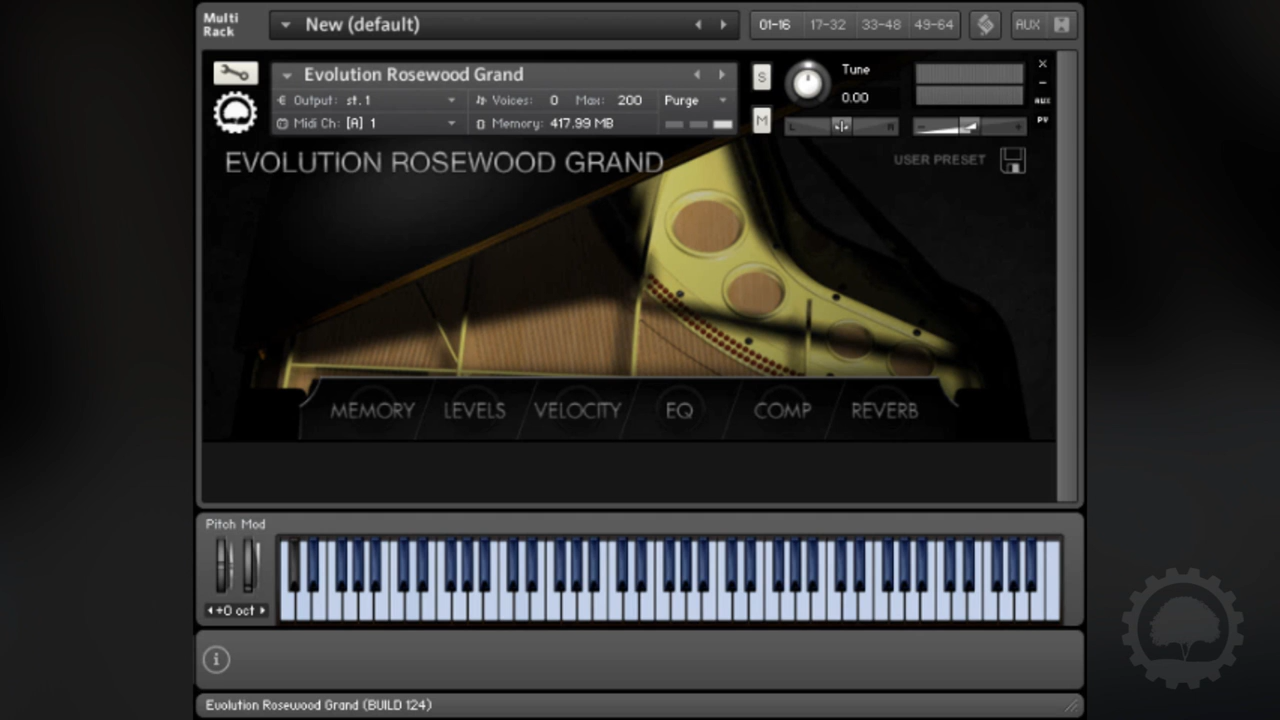 Multi Rack
New (default)
01-16 17-32 33-48 49-64
AUX
Evolution Rosewood Grand
Output: st.1
Voices: 0 Max: 200
Purge
Midi Ch: [A] 1
Memory: 417.99 MB
S
M
Tune
0.00
L R
- +
AUX
PV
EVOLUTION ROSEWOOD GRAND
USER PRESET
MEMORY LEVELS VELOCITY EQ COMP REVERB
Pitch Mod
+0 oct
i
Evolution Rosewood Grand (BUILD 124)